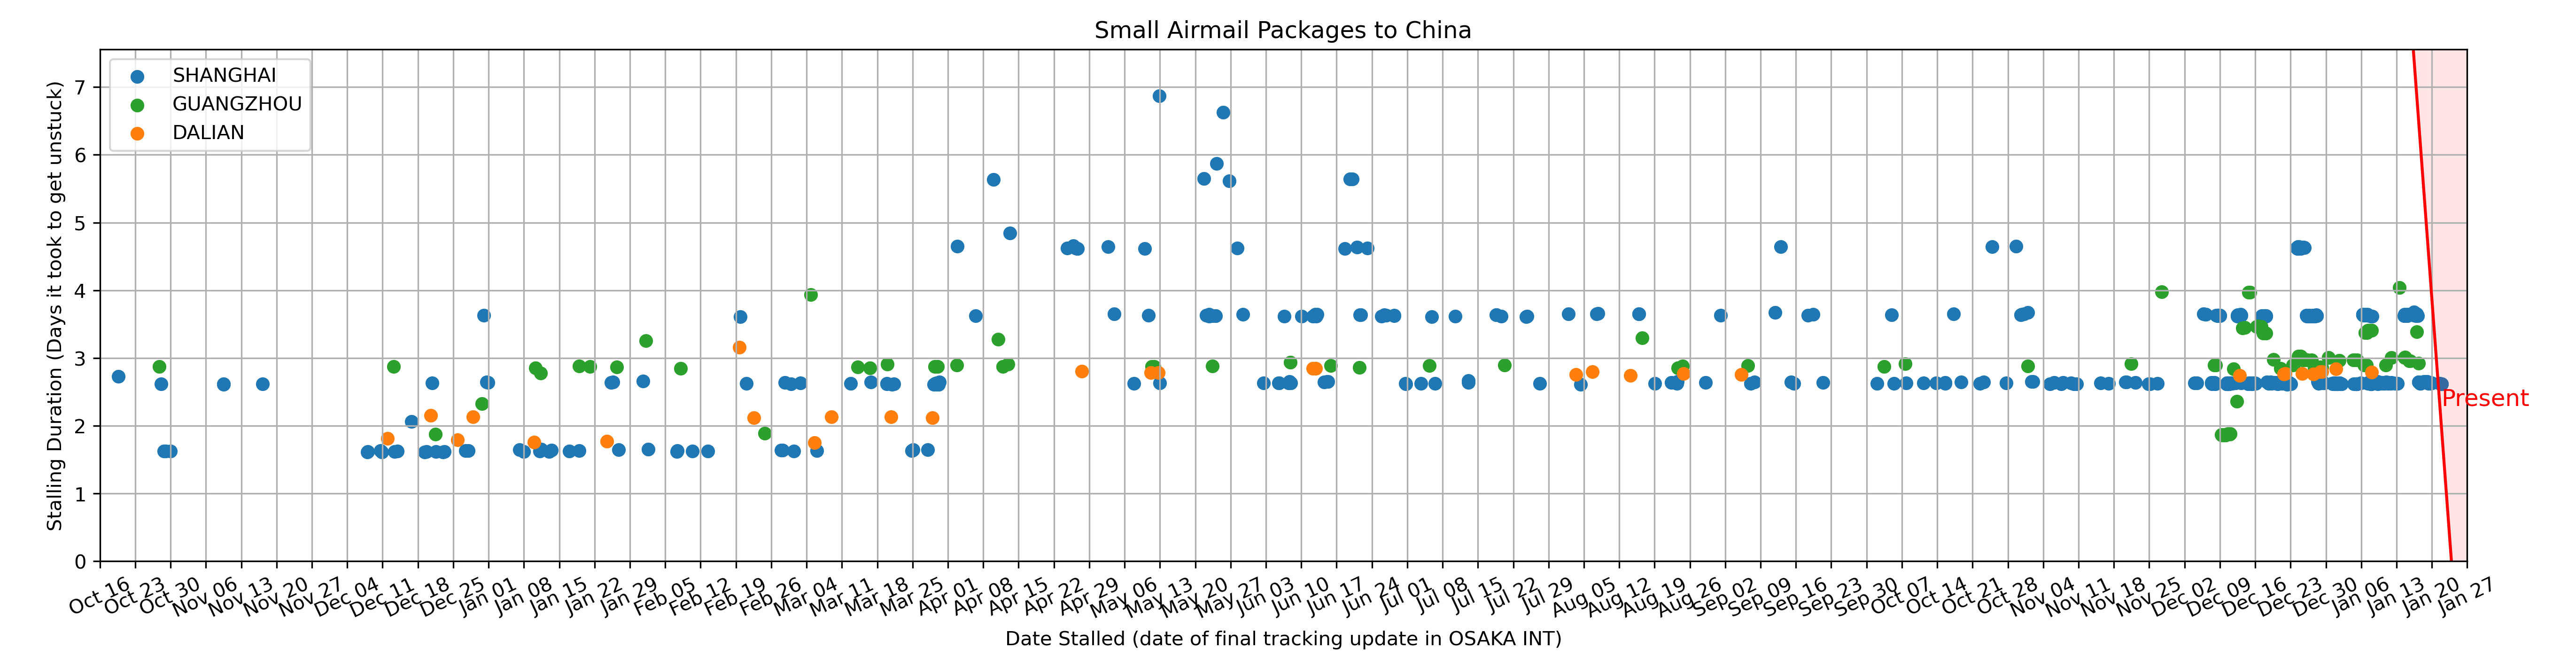 Small Airmail Packages to China
SHANGHAI
GUANGZHOU
DALIAN
Stalling Duration (Days it took to get unstuck)
7
6
5
4
3
2
1
0
Present
Oct 16
Oct 23
Oct 30
Nov 06
Nov 13
Nov 20
Nov 27
Dec 04
Dec 11
Dec 18
Dec 25
Jan 01
Jan 08
Jan 15
Jan 22
Jan 29
Feb 05
Feb 12
Feb 19
Feb 26
Mar 04
Mar 11
Mar 18
Mar 25
Apr 01
Apr 08
Apr 15
Apr 22
Apr 29
May 06
May 13
May 20
May 27
Jun 03
Jun 10
Jun 17
Jun 24
Jul 01
Jul 08
Jul 15
Jul 22
Jul 29
Aug 05
Aug 12
Aug 19
Aug 26
Sep 02
Sep 09
Sep 16
Sep 23
Sep 30
Oct 07
Oct 14
Oct 21
Oct 28
Nov 04
Nov 11
Nov 18
Nov 25
Dec 02
Dec 09
Dec 16
Dec 23
Dec 30
Jan 06
Jan 13
Jan 20
Jan 27
Date Stalled (date of final tracking update in OSAKA INT)